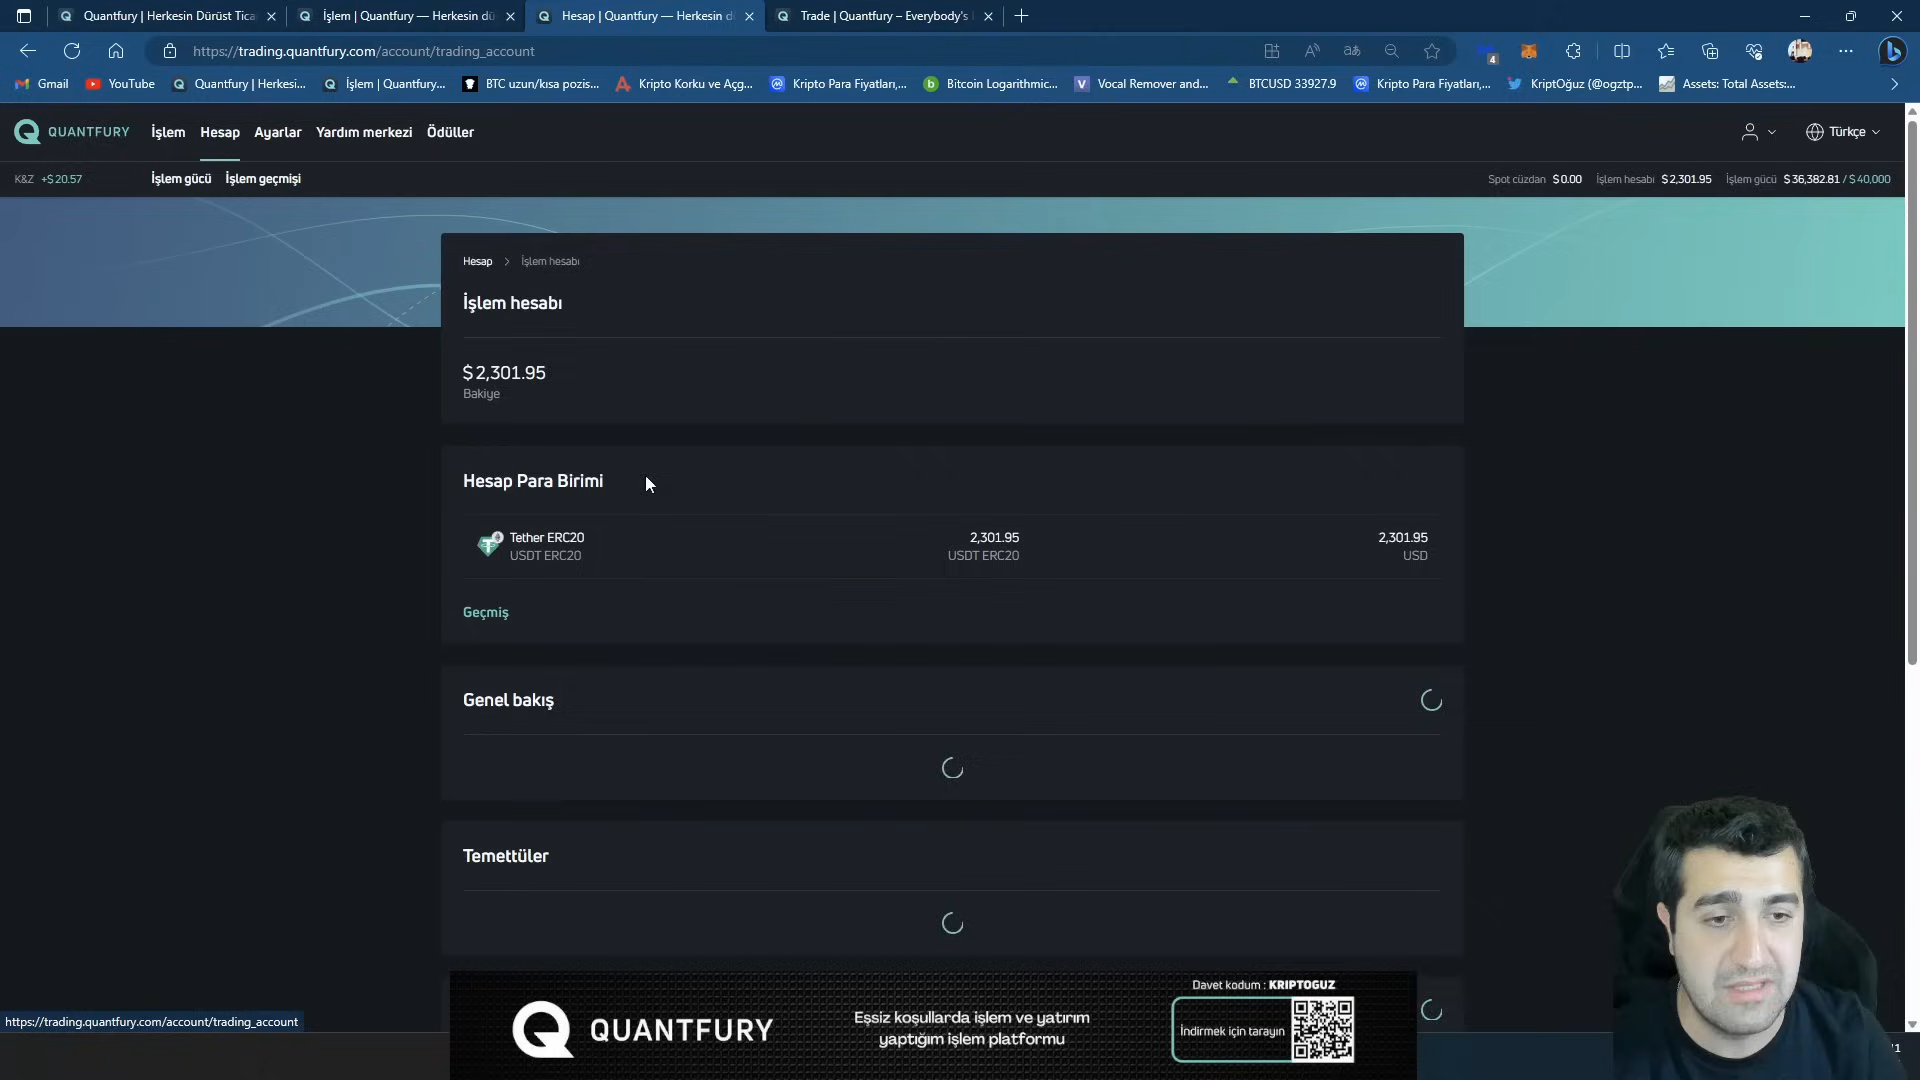 Quantfury | Herkesin Dürüst Tica
İşlem | Quantfury — Herkesin dü
Hesap | Quantfury — Herkesin d
Trade | Quantfury – Everybody's
https://trading.quantfury.com/account/trading_account
4
Gmail
YouTube
Quantfury | Herkesi...
İşlem | Quantfury...
BTC uzun/kısa pozis...
Kripto Korku ve Açg...
Kripto Para Fiyatları,...
Bitcoin Logarithmic...
Vocal Remover and...
BTCUSD 33927.9
Kripto Para Fiyatları,...
KriptOğuz (@ogztp...
Assets: Total Assets:...
QUANTFURY
İşlem
Hesap
Ayarlar
Yardım merkezi
Ödüller
Türkçe
K&Z +$ 20.57
İşlem gücü
İşlem geçmişi
Spot cüzdan $ 0.00
İşlem hesabı $ 2,301.95
İşlem gücü $ 36,382.81 / $ 40,000
Hesap > İşlem hesabı
İşlem hesabı
$ 2,301.95
Bakiye
Hesap Para Birimi
Tether ERC20
USDT ERC20
2,301.95
USDT ERC20
2,301.95
USD
Geçmiş
Genel bakış
Temettüler
https://trading.quantfury.com/account/trading_account
QUANTFURY
Eşsiz koşullarda işlem ve yatırım
yaptığım işlem platformu
Davet kodum : KRIPTOGUZ
İndirmek için tarayın